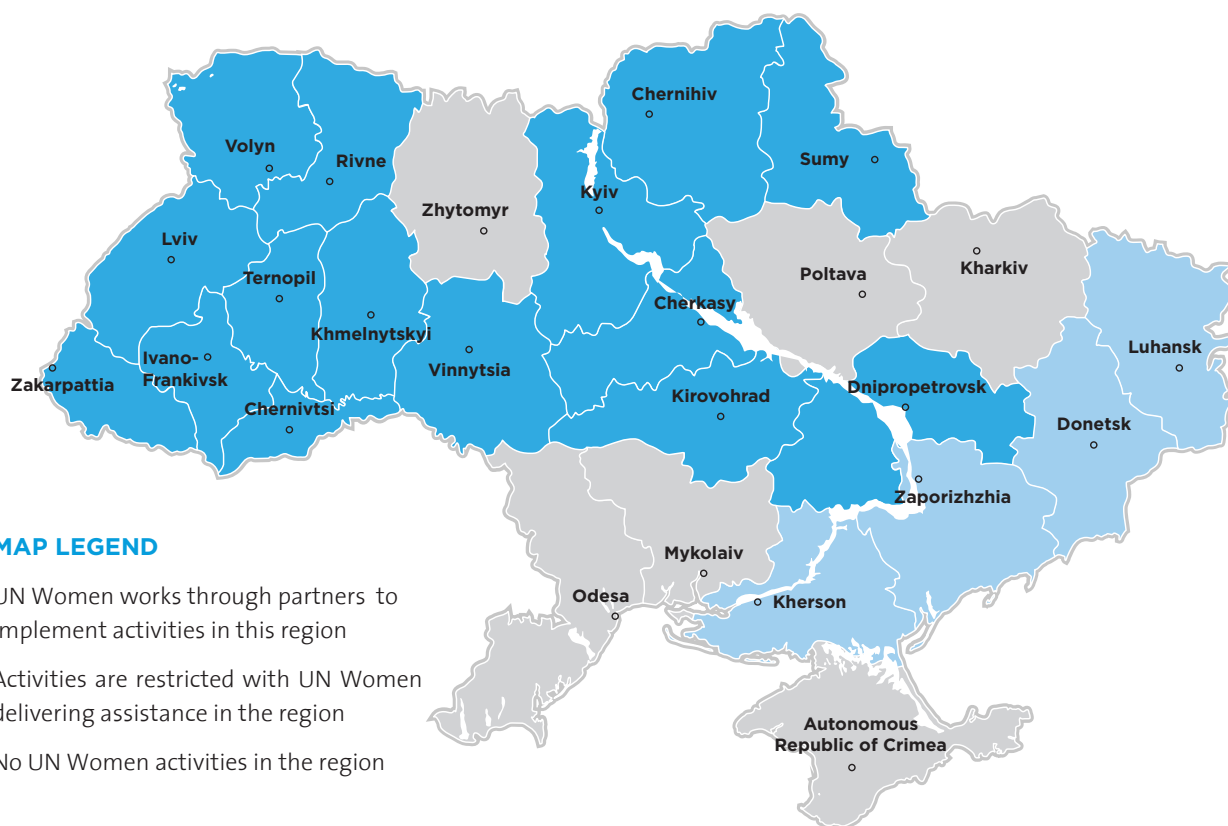 Chernihiv
Sumy
Volyn
Rivne
Kyiv
Zhytomyr
Lviv
Ternopil
Poltava
Kharkiv
Cherkasy
Khmelnytskyi
Luhansk
Ivano-
Frankivsk
Zakarpattia
Vinnytsia
Dnipropetrovsk
Kirovohrad
Chernivtsi
Donetsk
Zaporizhzhia
MAP LEGEND
UN Women works through partners to
implement activities in this region
Activities are restricted with UN Women
delivering assistance in the region
No UN Women activities in the region
Mykolaiv
Odesa
Kherson
Autonomous
Republic of Crimea